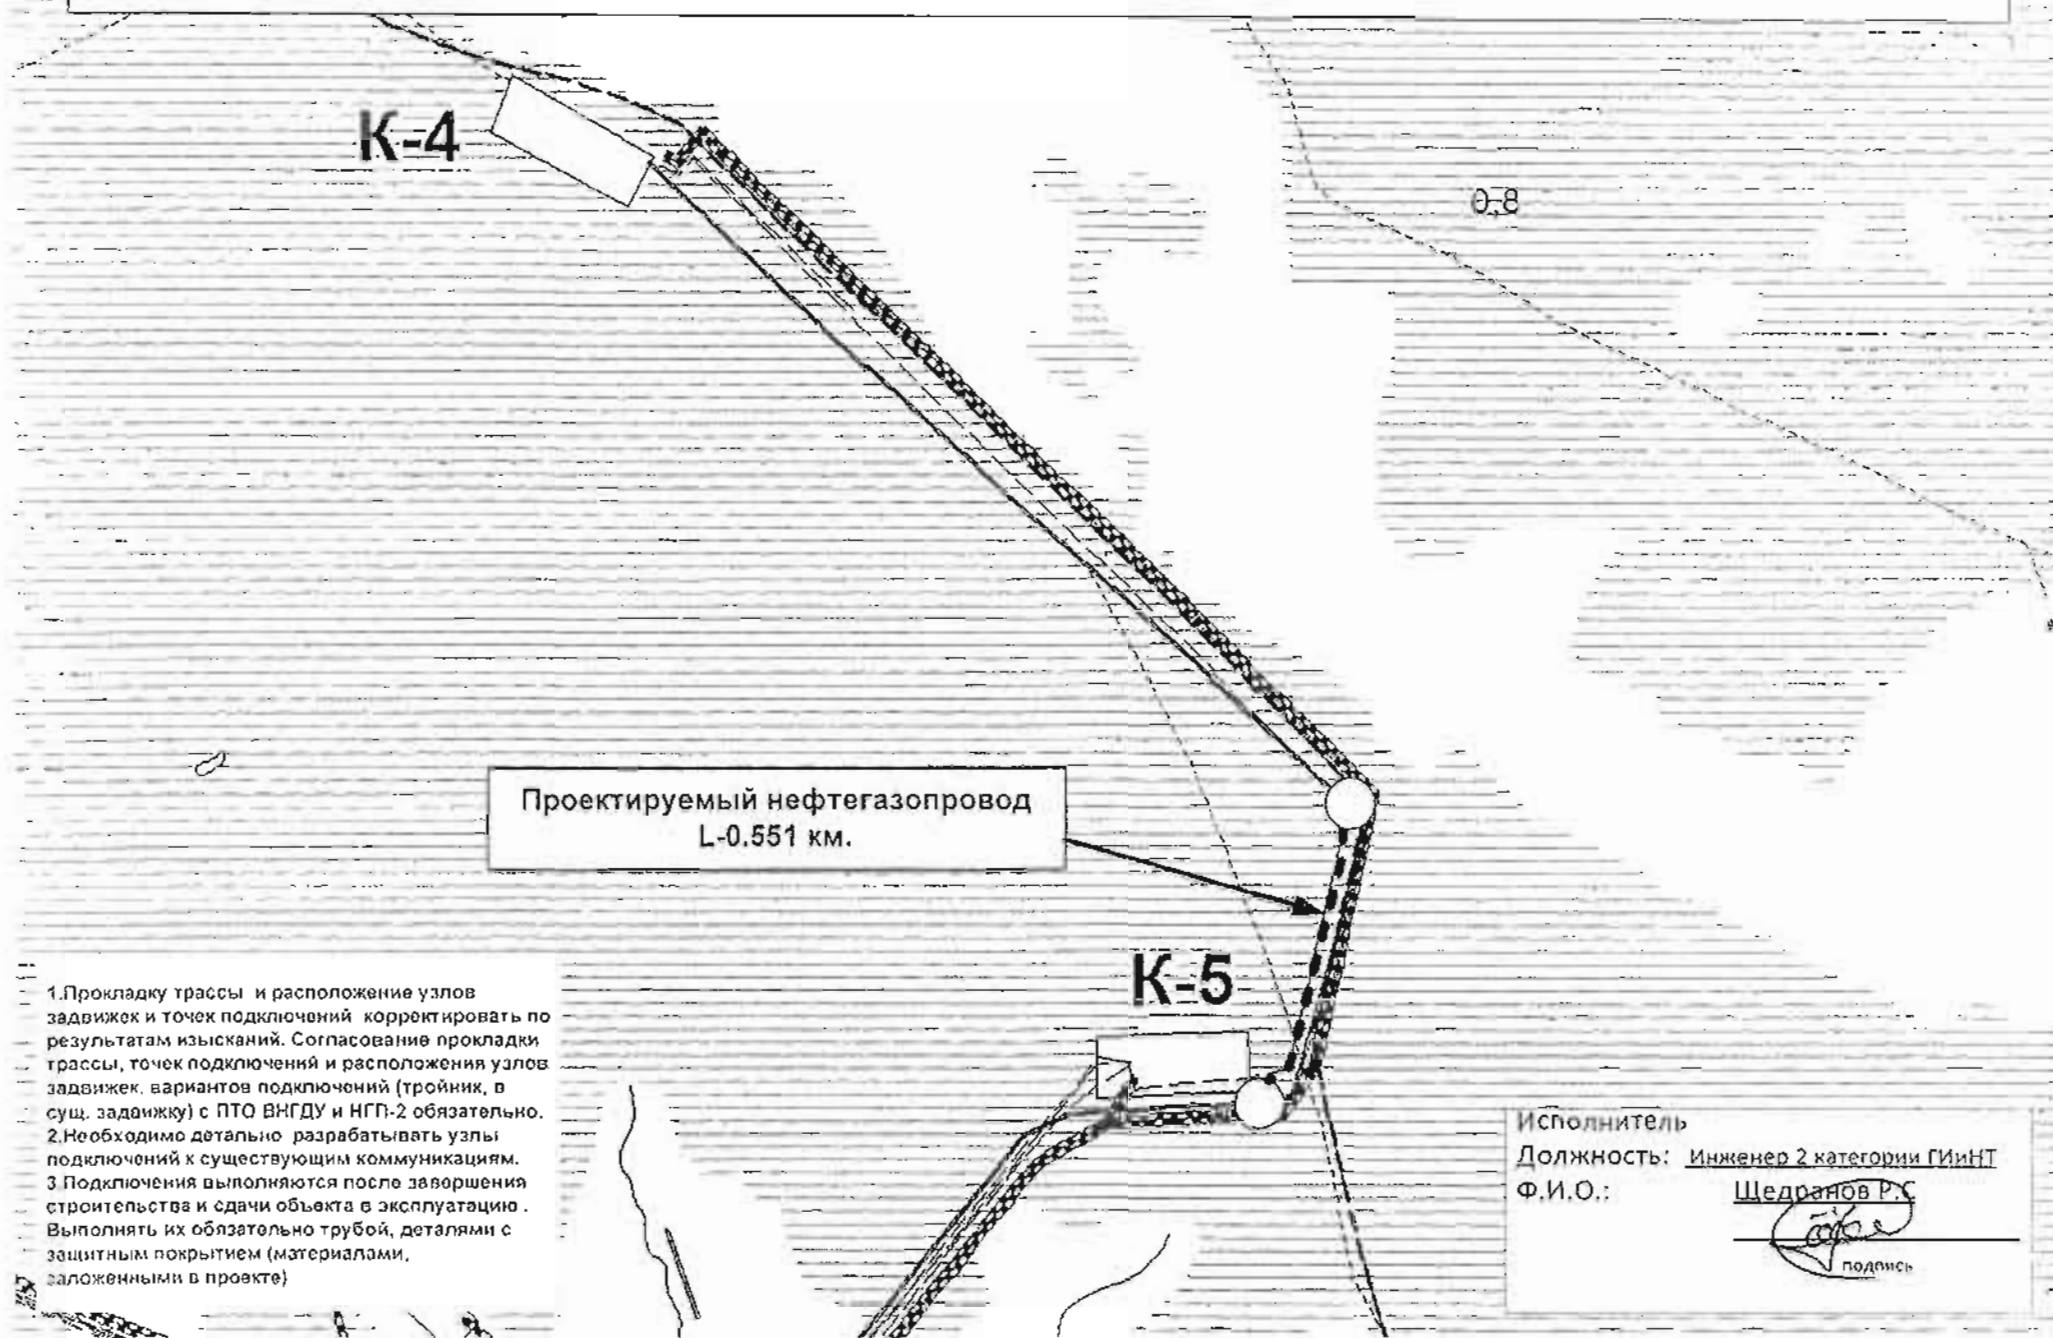 К-4
0,8
Проектируемый нефтегазопровод
L-0.551 км.
К-5
1.Прокладку трассы и расположение узлов
задвижек и точек подключений корректировать по
результатам изысканий. Согласование прокладки
трассы, точек подключений и расположения узлов
задвижек, вариантов подключений (тройник, в
сущ. задвижку) с ПТО ВНГДУ и НГП-2 обязательно.
2.Необходимо детально разрабатывать узлы
подключений к существующим коммуникациям.
3 Подключения выполняются после завершения
строительства и сдачи объекта в эксплуатацию .
Выполнять их обязательно трубой, деталями с
защитным покрытием (материалами,
заложенными в проекте)
Исполнитель
Должность: Инженер 2 категории ГИиНТ
Ф.И.О.: Щедранов Р.С
подпись